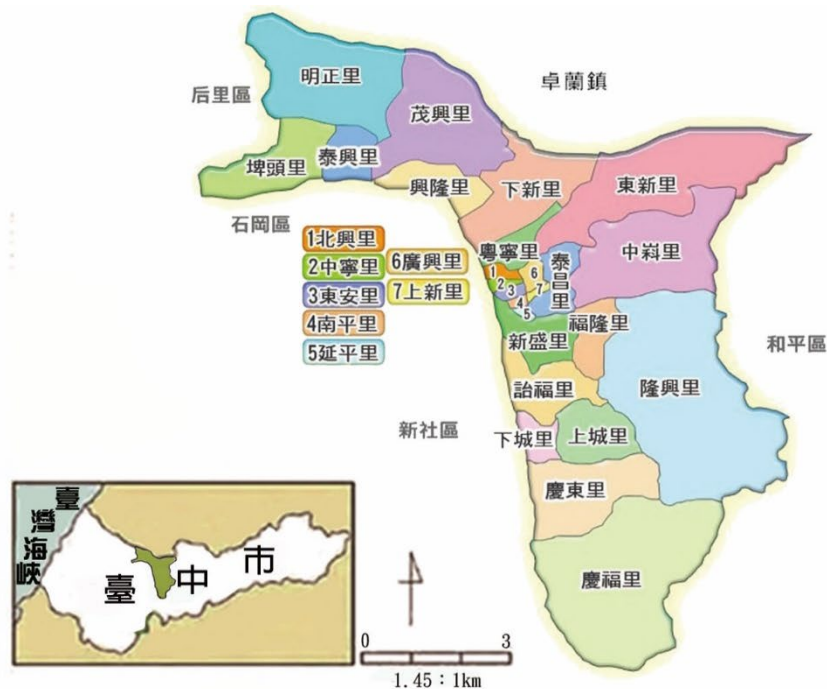 明正里
后里區
茂興里
卓蘭鎮
埤頭里
泰興里
興隆里
下新里
東新里
石岡區
1北興里
2中寧里
3東安里
4南平里
5延平里
6廣興里
7上新里
粵寧里
1
2
3
4
5
6
7
泰昌里
中嵙里
新盛里
福隆里
和平區
詒福里
隆興里
新社區
下城里
上城里
慶東里
慶福里
臺灣海峽
臺中市
0 3
1.45：1km